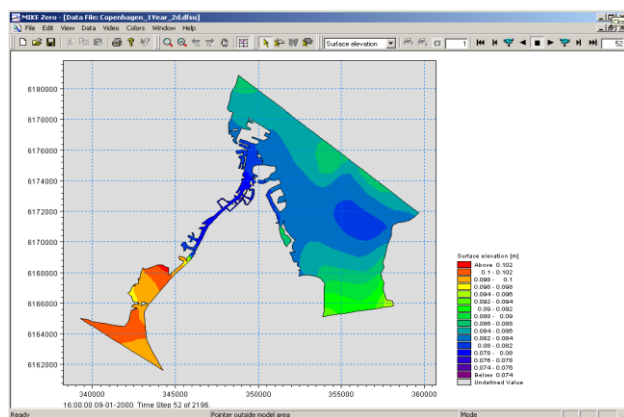 MIKE Zero - [Data File: Copenhagen_1Year_2d.dfsu]
File Edit View Data Video Colors Window Help
Surface elevation
1
52
6180000
6178000
6176000
6174000
6172000
6170000
6168000
6166000
6164000
6162000
340000 345000 350000 355000 360000
16:00:00 09-01-2000 Time Step 52 of 2196.
Surface elevation [m]
Above 0.102
0.1 - 0.102
0.098 - 0.1
0.096 - 0.098
0.094 - 0.096
0.092 - 0.094
0.09 - 0.092
0.088 - 0.09
0.086 - 0.088
0.084 - 0.086
0.082 - 0.084
0.08 - 0.082
0.078 - 0.08
0.076 - 0.078
0.074 - 0.076
Below 0.074
Undefined Value
Ready Pointer outside model area Mode